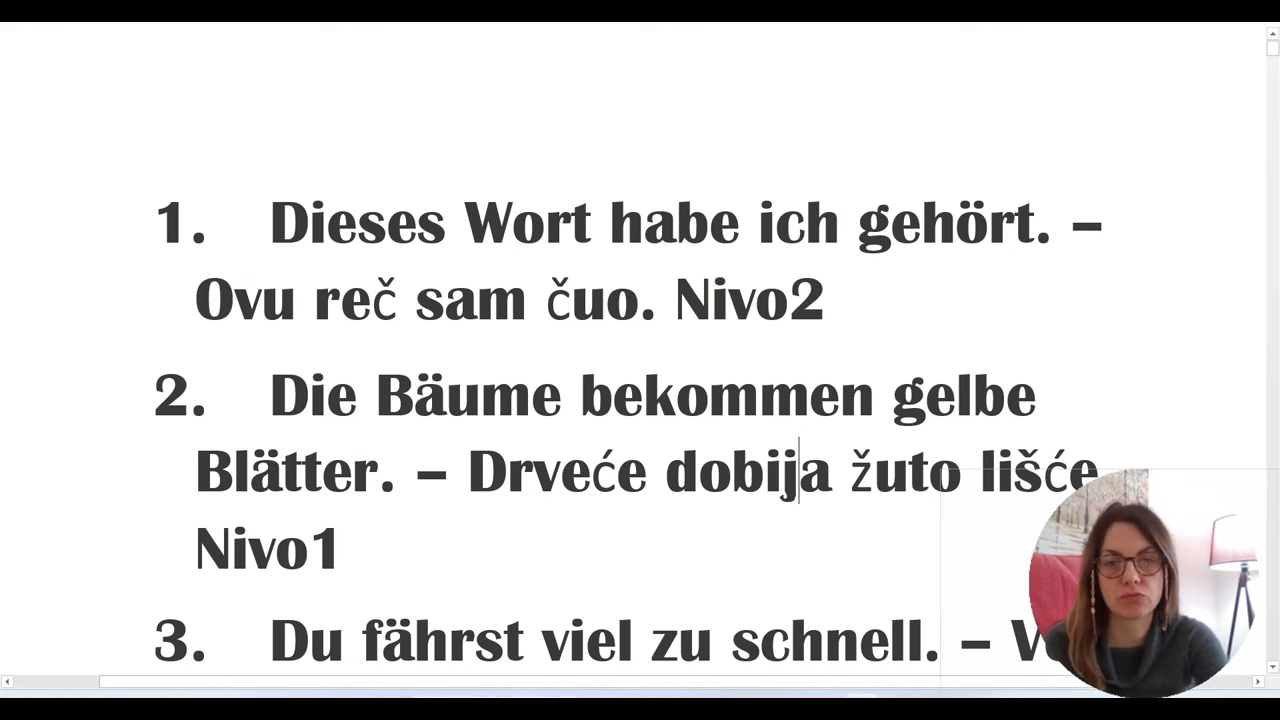 1. Dieses Wort habe ich gehört. –
Ovu reč sam čuo. Nivo2
2. Die Bäume bekommen gelbe
Blätter. – Drveće dobija žuto lišće
Nivo1
3. Du fährst viel zu schnell. –